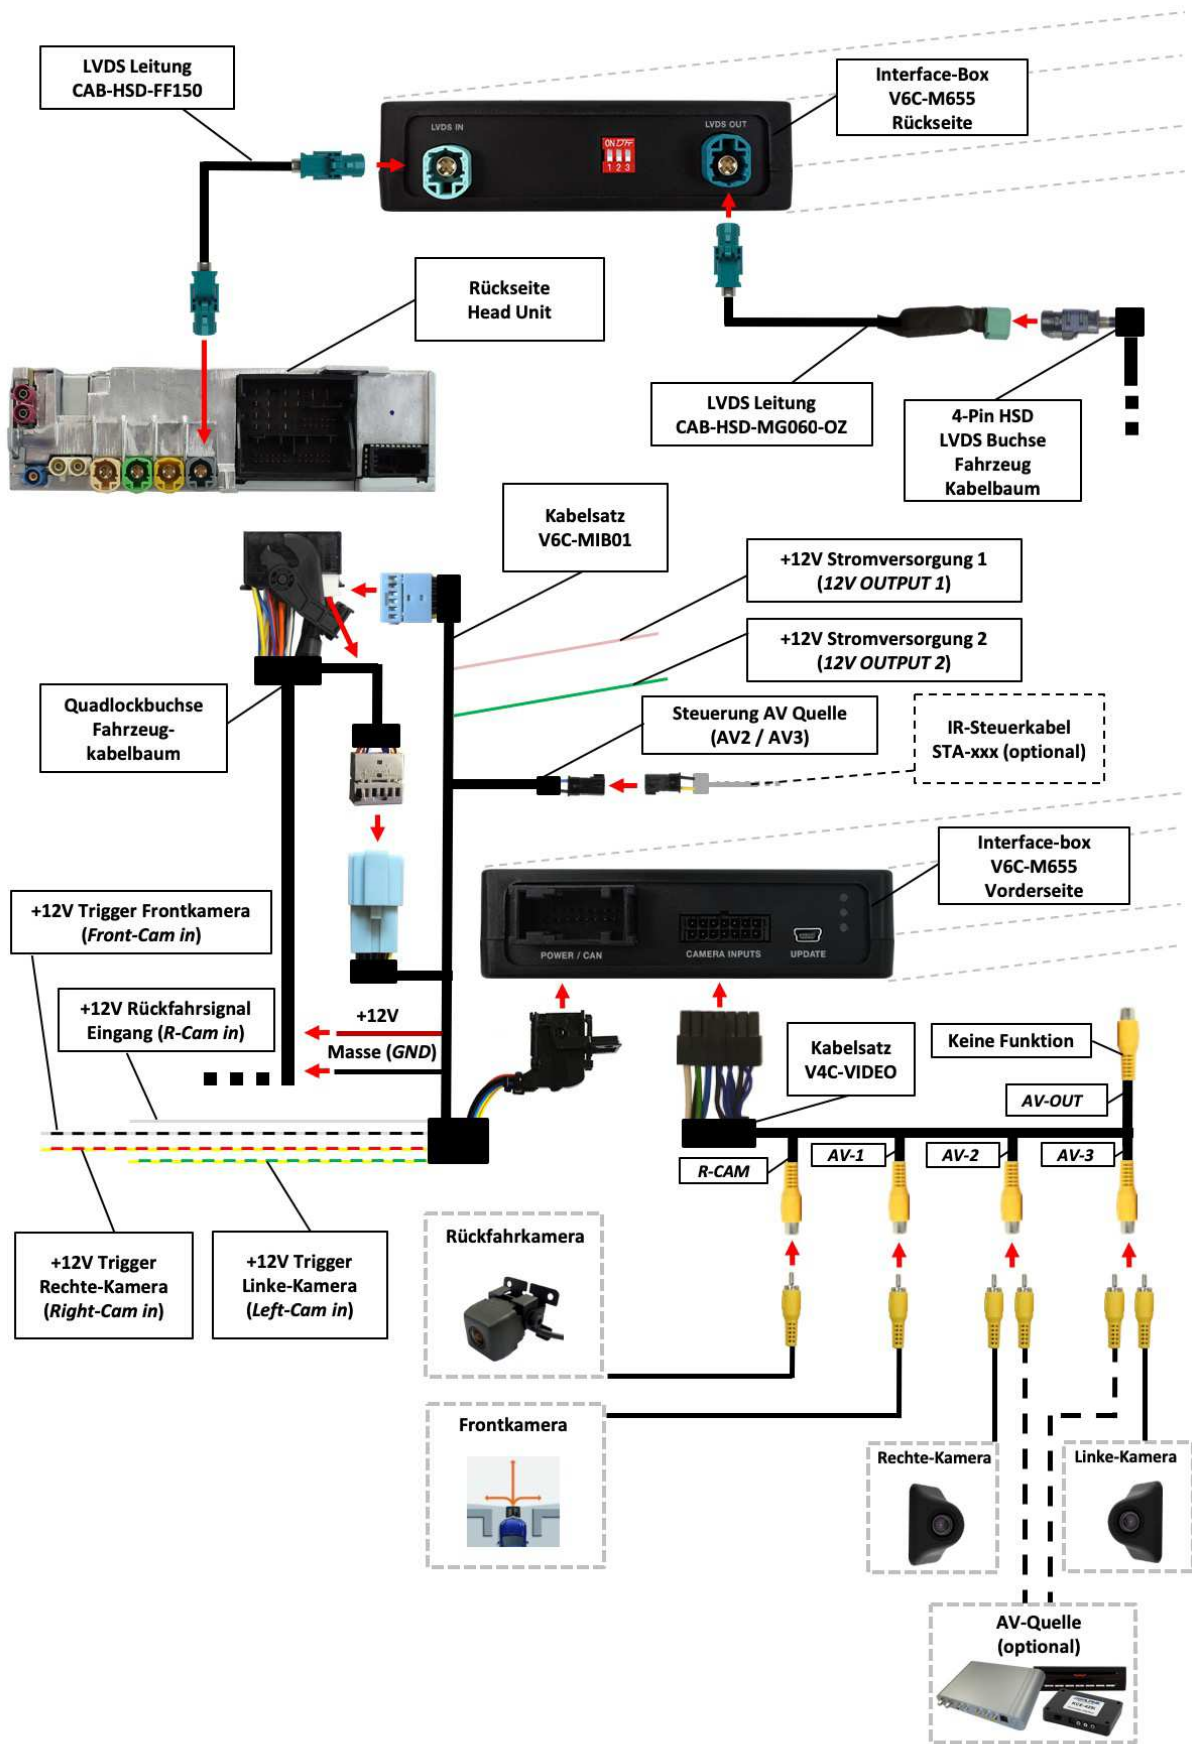 LVDS Leitung
CAB-HSD-FF150
Interface-Box
V6C-M655
Rückseite
LVDS IN
LVDS OUT
ON
1 2 3
Rückseite
Head Unit
LVDS Leitung
CAB-HSD-MG060-OZ
4-Pin HSD
LVDS Buchse
Fahrzeug
Kabelbaum
Kabelsatz
V6C-MIB01
+12V Stromversorgung 1
(12V OUTPUT 1)
+12V Stromversorgung 2
(12V OUTPUT 2)
Quadlockbuchse
Fahrzeug-
kabelbaum
Steuerung AV Quelle
(AV2 / AV3)
IR-Steuerkabel
STA-xxx (optional)
Interface-box
V6C-M655
Vorderseite
+12V Trigger Frontkamera
(Front-Cam in)
POWER / CAN
CAMERA INPUTS
UPDATE
+12V Rückfahrsignal
Eingang (R-Cam in)
+12V
Masse (GND)
Kabelsatz
V4C-VIDEO
Keine Funktion
AV-OUT
R-CAM
AV-1
AV-2
AV-3
+12V Trigger
Rechte-Kamera
(Right-Cam in)
+12V Trigger
Linke-Kamera
(Left-Cam in)
Rückfahrkamera
Frontkamera
Rechte-Kamera
Linke-Kamera
AV-Quelle
(optional)